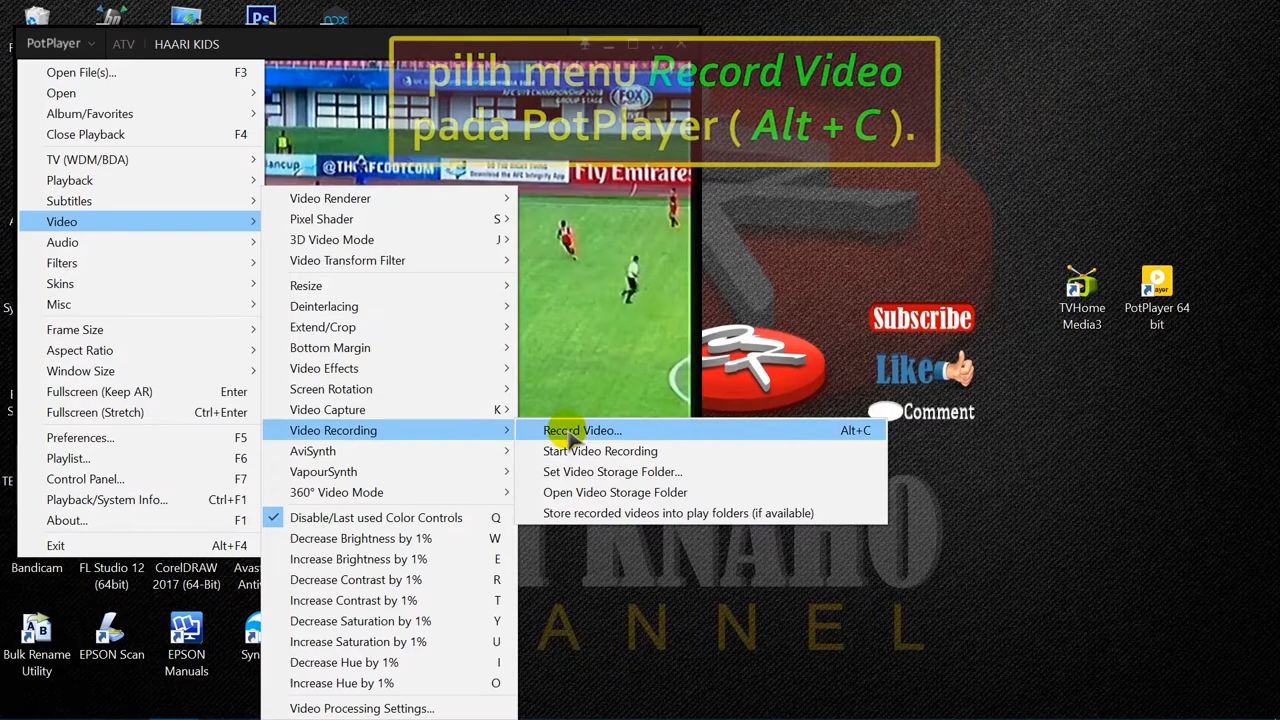 PotPlayer
ATV
HAARI KIDS
pilih menu Record Video
pada PotPlayer ( Alt + C ).
Open File(s)... F3
Open
Album/Favorites
Close Playback F4
TV (WDM/BDA)
Playback
Subtitles
Video
Audio
Filters
Skins
Misc
Frame Size
Aspect Ratio
Window Size
Fullscreen (Keep AR) Enter
Fullscreen (Stretch) Ctrl+Enter
Preferences... F5
Playlist... F6
Control Panel... F7
Playback/System Info... Ctrl+F1
About... F1
Exit Alt+F4
Video Renderer
Pixel Shader S
3D Video Mode J
Video Transform Filter
Resize
Deinterlacing
Extend/Crop
Bottom Margin
Video Effects
Screen Rotation
Video Capture K
Video Recording
AviSynth
VapourSynth
360° Video Mode
Disable/Last used Color Controls Q
Decrease Brightness by 1% W
Increase Brightness by 1% E
Decrease Contrast by 1% R
Increase Contrast by 1% T
Decrease Saturation by 1% Y
Increase Saturation by 1% U
Decrease Hue by 1% I
Increase Hue by 1% O
Video Processing Settings...
Record Video... Alt+C
Start Video Recording
Set Video Storage Folder...
Open Video Storage Folder
Store recorded videos into play folders (if available)
FOX
GROUP STAGE
@THEAFCDOTCOM
Fly Emirates
TVHome
Media3
PotPlayer 64
bit
Subscribe
Like
Comment
KNAHO
ANNEL
Bandicam
FL Studio 12
(64bit)
CorelDRAW
2017 (64-Bit)
Bulk Rename
Utility
EPSON Scan
EPSON
Manuals
Ps
hp